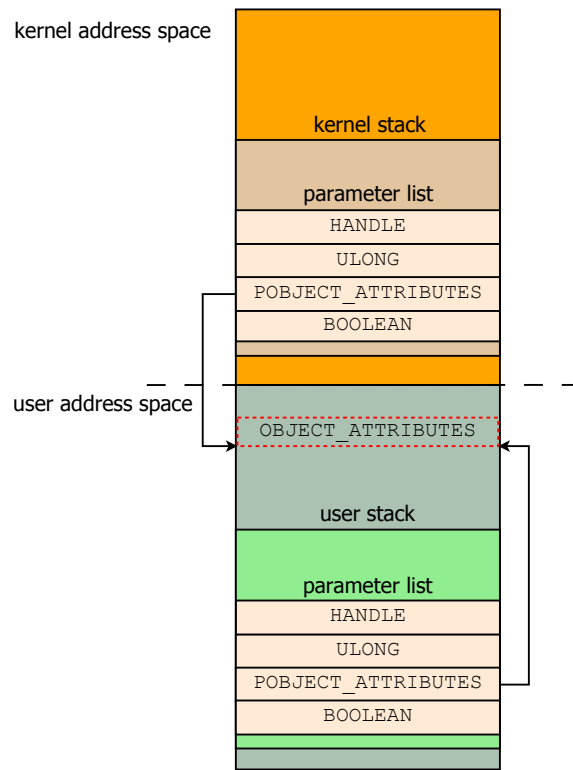 kernel address space
kernel stack
parameter list
HANDLE
ULONG
POBJECT_ATTRIBUTES
BOOLEAN
user address space
OBJECT_ATTRIBUTES
user stack
parameter list
HANDLE
ULONG
POBJECT_ATTRIBUTES
BOOLEAN